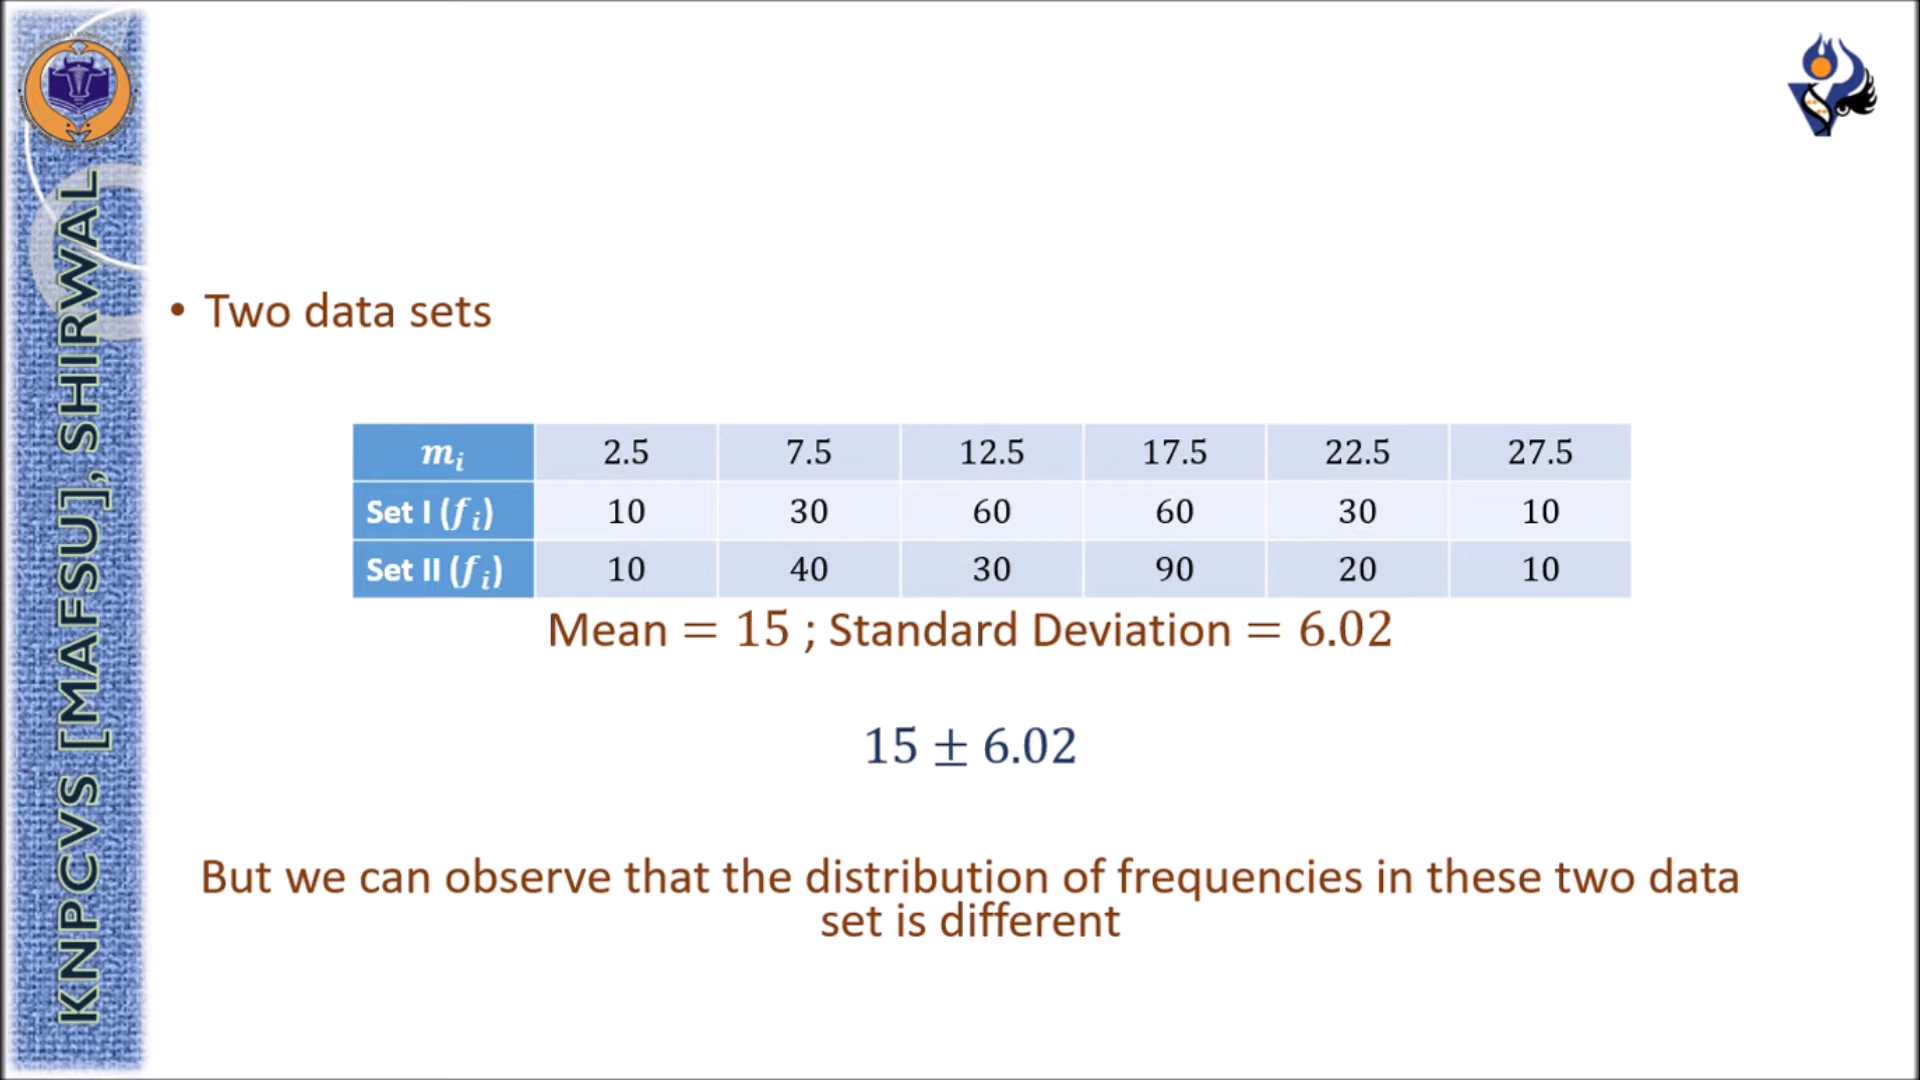 KNPCVS [MAFSU], SHIRWAL
• Two data sets
mᵢ 2.5 7.5 12.5 17.5 22.5 27.5
Set I (fᵢ) 10 30 60 60 30 10
Set II (fᵢ) 10 40 30 90 20 10
Mean = 15 ; Standard Deviation = 6.02
15 ± 6.02
But we can observe that the distribution of frequencies in these two data
set is different